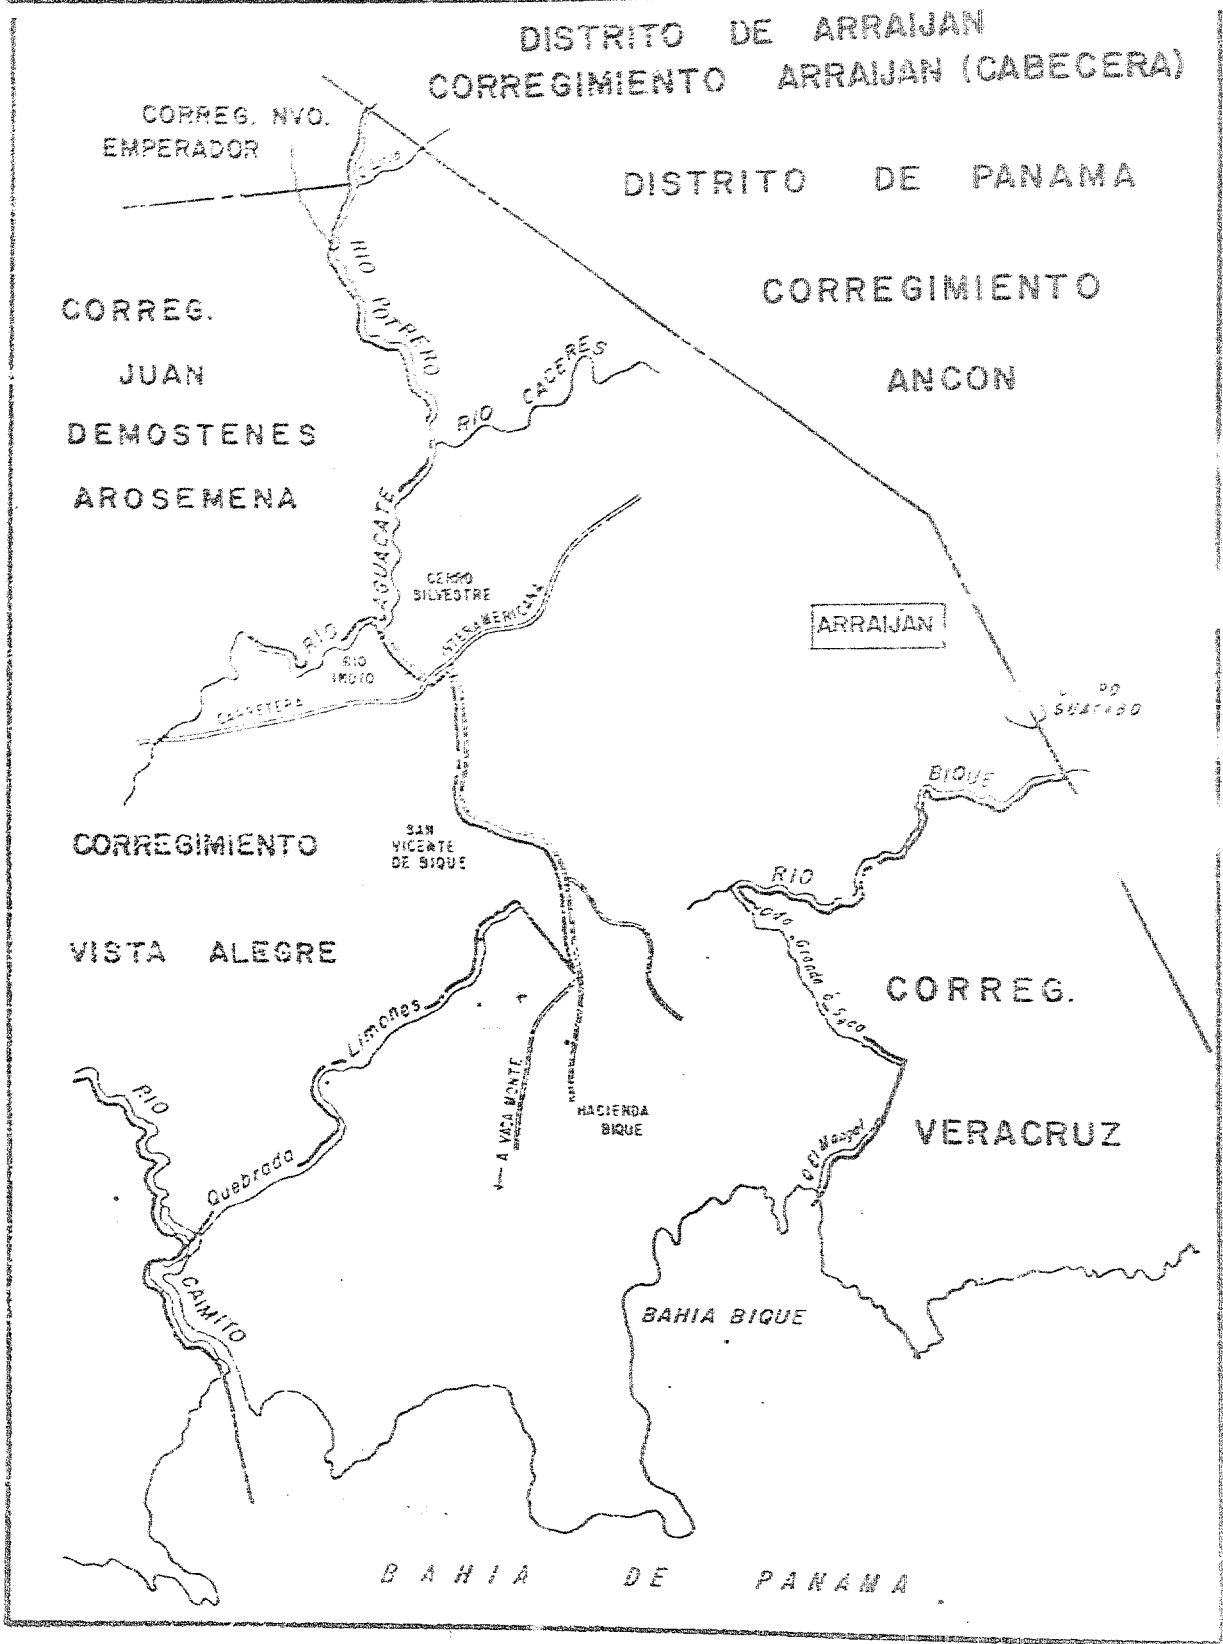 DISTRITO DE ARRAIJAN
CORREGIMIENTO ARRAIJAN (CABECERA)
CORREG. NVO.
EMPERADOR
DISTRITO DE PANAMA
RIO POTRERO
CORREGIMIENTO
ANCON
CORREG.
JUAN
DEMOSTENES
AROSEMENA
RIO CACERES
AGUACATE
CERRO
SILVESTRE
RIO
RIO
INDIO
CARRETERA
ARRAIJAN
BIQUE
RIO
CORREGIMIENTO
VISTA ALEGRE
SAN
VICENTE
DE BIQUE
Grande ó Seca
CORREG.
VERACRUZ
Quebrada Limones
A VACA MONTE
HACIENDA
BIQUE
RIO
CAIMITO
BAHIA BIQUE
BAHIA DE PANAMA